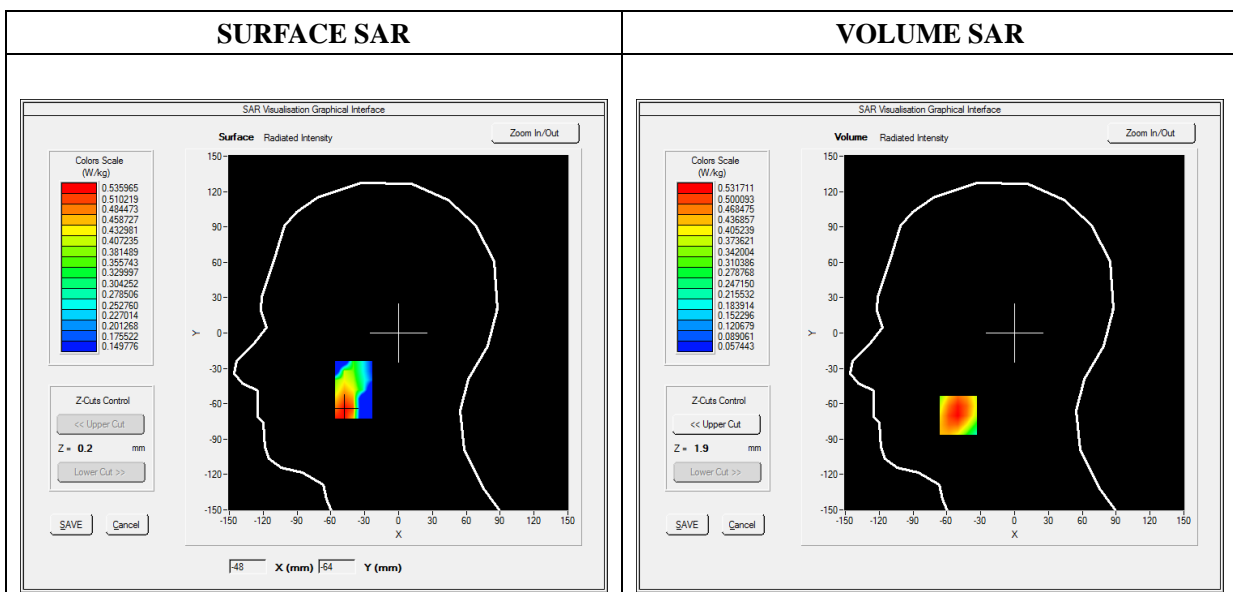 SURFACE SAR
SAR Visualisation Graphical Interface
Surface Radiated Intensity
Zoom In/Out
Colors Scale
(W/kg)
0.535965
0.510219
0.484473
0.458727
0.432981
0.407235
0.381489
0.355743
0.329997
0.304252
0.278506
0.252760
0.227014
0.201268
0.175522
0.149776
Z-Cuts Control
<< Upper Cut
Z = 0.2 mm
Lower Cut >>
SAVE Cancel
150
120
90
60
30
0
-30
-60
-90
-120
-150
Y
-150 -120 -90 -60 -30 0 30 60 90 120 150
X
-48 X (mm) -64 Y (mm)
VOLUME SAR
SAR Visualisation Graphical Interface
Volume Radiated Intensity
Zoom In/Out
Colors Scale
(W/kg)
0.531711
0.500093
0.468475
0.436857
0.405239
0.373621
0.342004
0.310386
0.278768
0.247150
0.215532
0.183914
0.152296
0.120679
0.089061
0.057443
Z-Cuts Control
<< Upper Cut
Z = 1.9 mm
Lower Cut >>
SAVE Cancel
150
120
90
60
30
0
-30
-60
-90
-120
-150
Y
-150 -120 -90 -60 -30 0 30 60 90 120 150
X